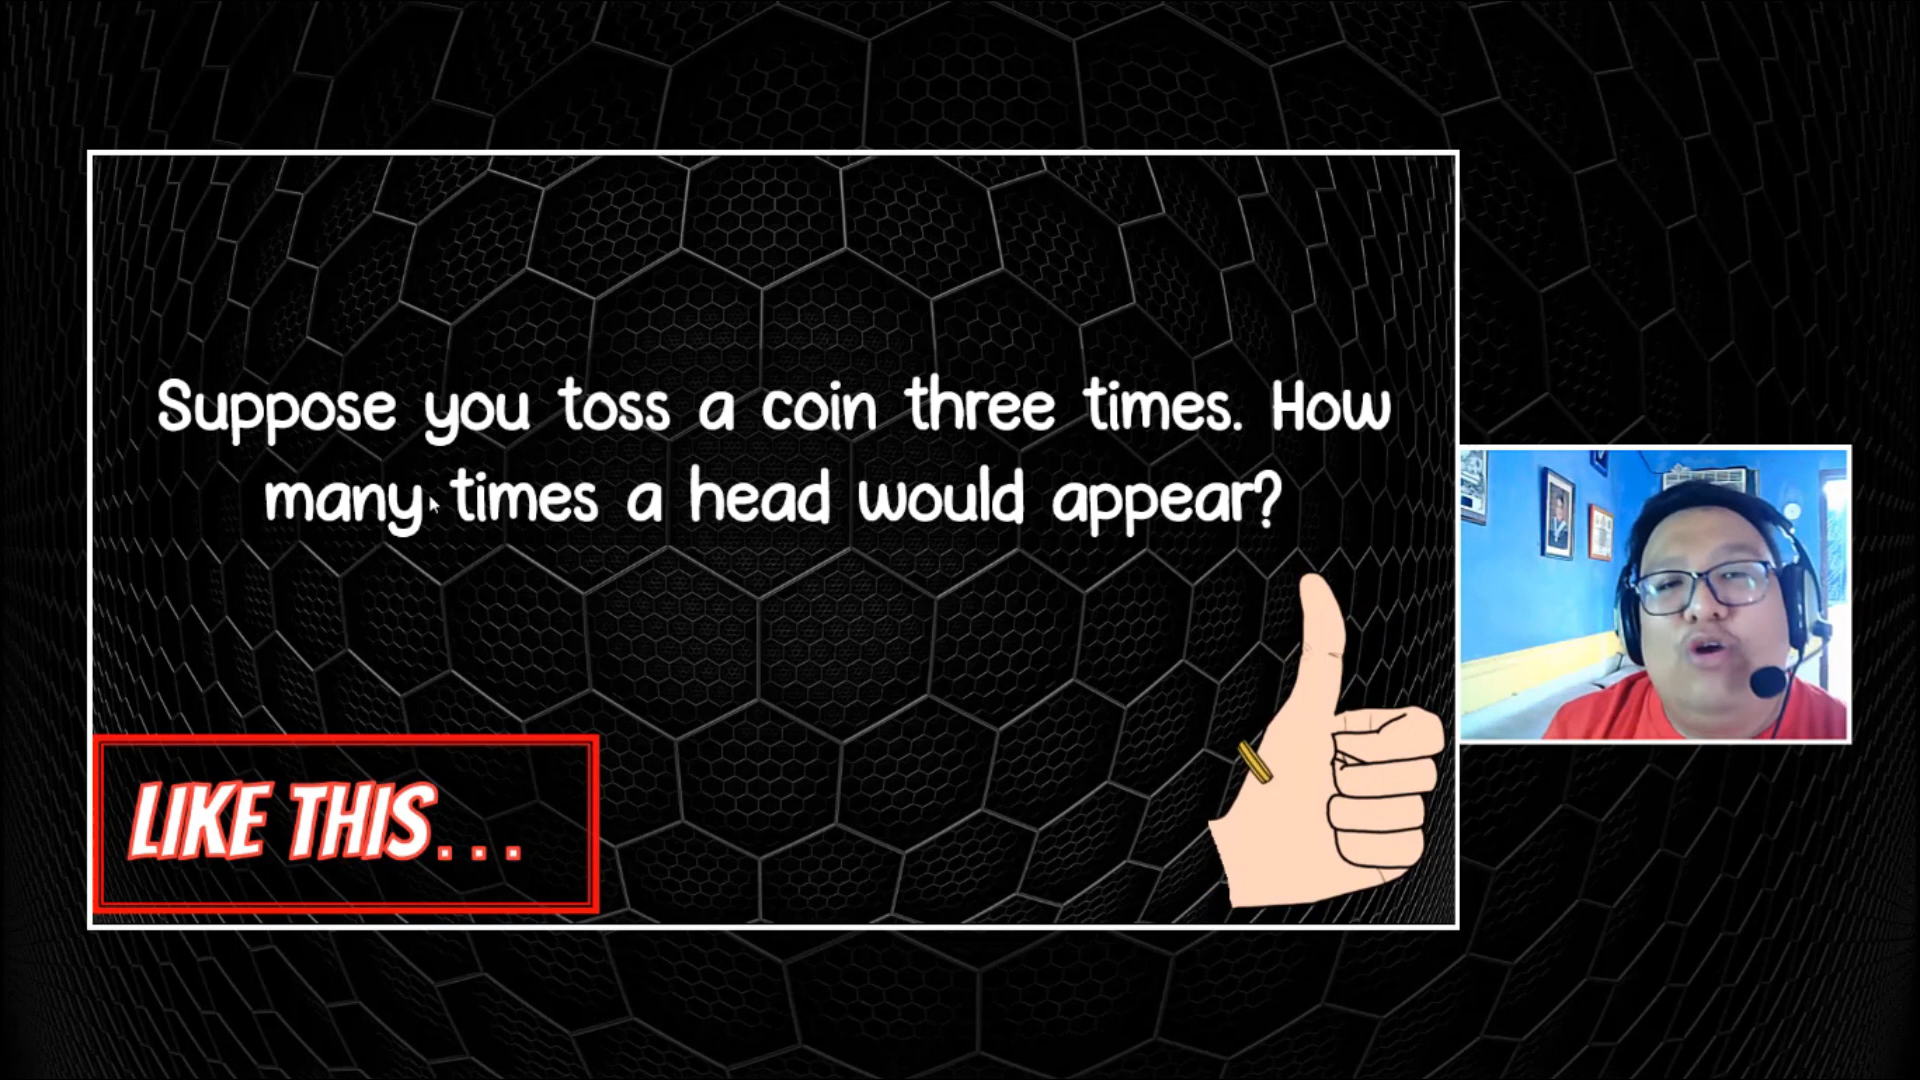 Suppose you toss a coin three times. How
many times a head would appear?
LIKE THIS...